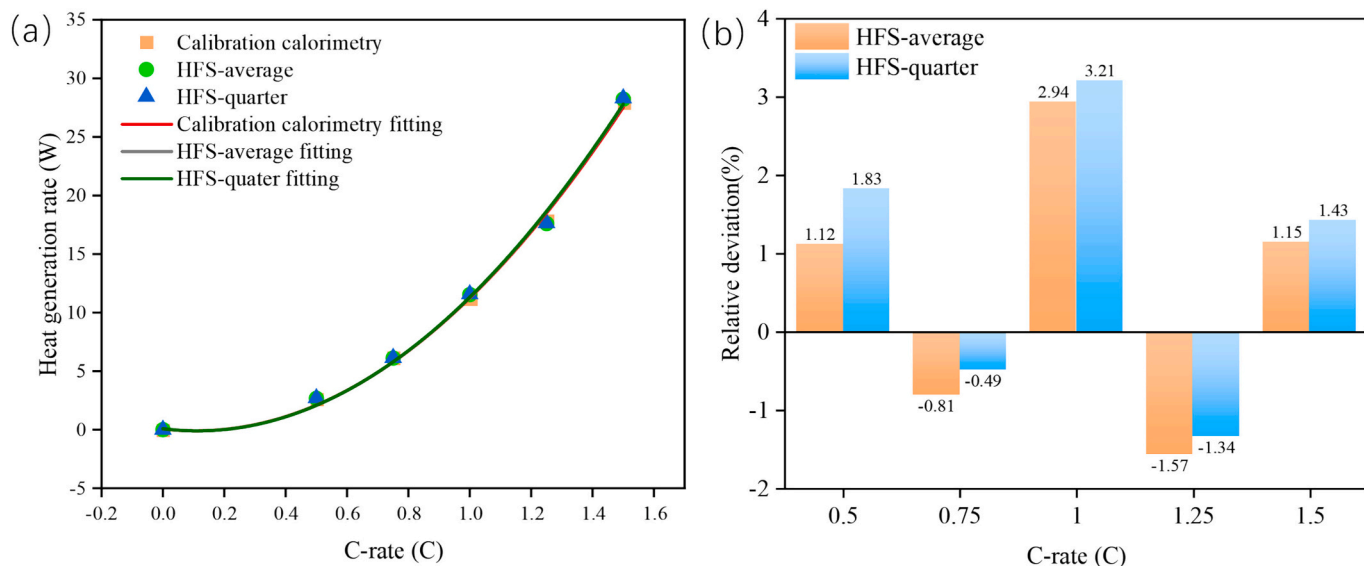 (a)
Calibration calorimetry
HFS-average
HFS-quarter
Calibration calorimetry fitting
HFS-average fitting
HFS-quater fitting
Heat generation rate (W)
35
30
25
20
15
10
5
0
-5
-0.2 0.0 0.2 0.4 0.6 0.8 1.0 1.2 1.4 1.6
C-rate (C)
(b)
HFS-average
HFS-quarter
Relative deviation(%)
4
3
2
1
0
-1
-2
1.12
1.83
-0.81
-0.49
2.94
3.21
-1.57
-1.34
1.15
1.43
0.5 0.75 1 1.25 1.5
C-rate (C)